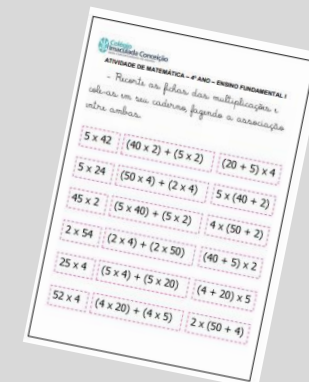 Colégio
Imaculada Conceição
ATIVIDADE DE MATEMÁTICA – 4º ANO – ENSINO FUNDAMENTAL I
- Recorte as fichas das multiplicações e
cole-as em seu caderno fazendo a associação
entre ambas.
5 x 42 (40 x 2) + (5 x 2) (20 + 5) x 4
5 x 24 (50 x 4) + (2 x 4) 5 x (40 + 2)
45 x 2 (5 x 40) + (5 x 2) 4 x (50 + 2)
2 x 54 (2 x 4) + (2 x 50) (40 + 5) x 2
25 x 4 (5 x 4) + (5 x 20) (4 + 20) x 5
52 x 4 (4 x 20) + (4 x 5) 2 x (50 + 4)